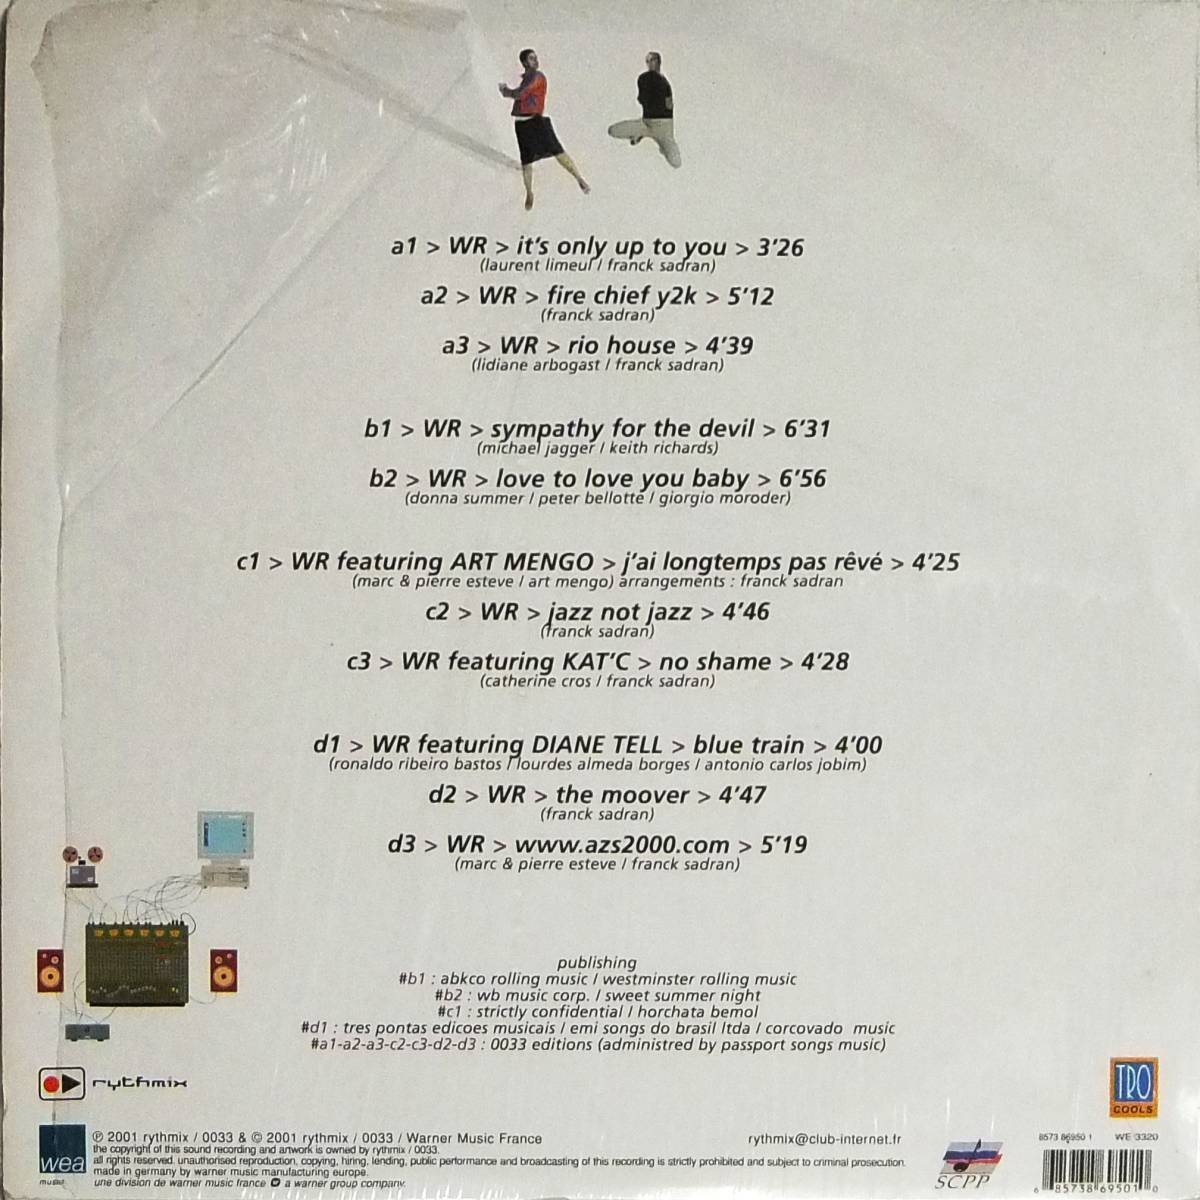 a1 > WR > it's only up to you > 3'26
(laurent limeul / franck sadran)
a2 > WR > fire chief y2k > 5'12
(franck sadran)
a3 > WR > rio house > 4'39
(lidiane arbogast / franck sadran)
b1 > WR > sympathy for the devil > 6'31
(michael jagger / keith richards)
b2 > WR > love to love you baby > 6'56
(donna summer / peter bellotte / giorgio moroder)
c1 > WR featuring ART MENGO > j'ai longtemps pas rêvé > 4'25
(marc & pierre esteve / art mengo) arrangements : franck sadran
c2 > WR > jazz not jazz > 4'46
(franck sadran)
c3 > WR featuring KAT'C > no shame > 4'28
(catherine cros / franck sadran)
d1 > WR featuring DIANE TELL > blue train > 4'00
(ronaldo ribeiro bastos / lourdes almeda borges / antonio carlos jobim)
d2 > WR > the moover > 4'47
(franck sadran)
d3 > WR > www.azs2000.com > 5'19
(marc & pierre esteve / franck sadran)
publishing
#b1 : abkco rolling music / westminster rolling music
#b2 : wb music corp. / sweet summer night
#c1 : strictly confidential / horchata bemol
#d1 : tres pontas edicoes musicais / emi songs do brasil ltda / corcovado music
#a1-a2-a3-c2-c3-d2-d3 : 0033 editions (administred by passport songs music)
rythmix
TRO
COOLS
wea
music
℗ 2001 rythmix / 0033 & © 2001 rythmix / 0033 / Warner Music France
the copyright of this sound recording and artwork is owned by rythmix / 0033.
all rights reserved. unauthorised reproduction, copying, hiring, lending, public performance and broadcasting of this recording is strictly prohibited and subject to criminal prosecution.
made in germany by warner music manufacturing europe.
une division de warner music france a warner group company.
rythmix@club-internet.fr
SCPP
8573 86950 1 WE 3320
0 685738 69501 0